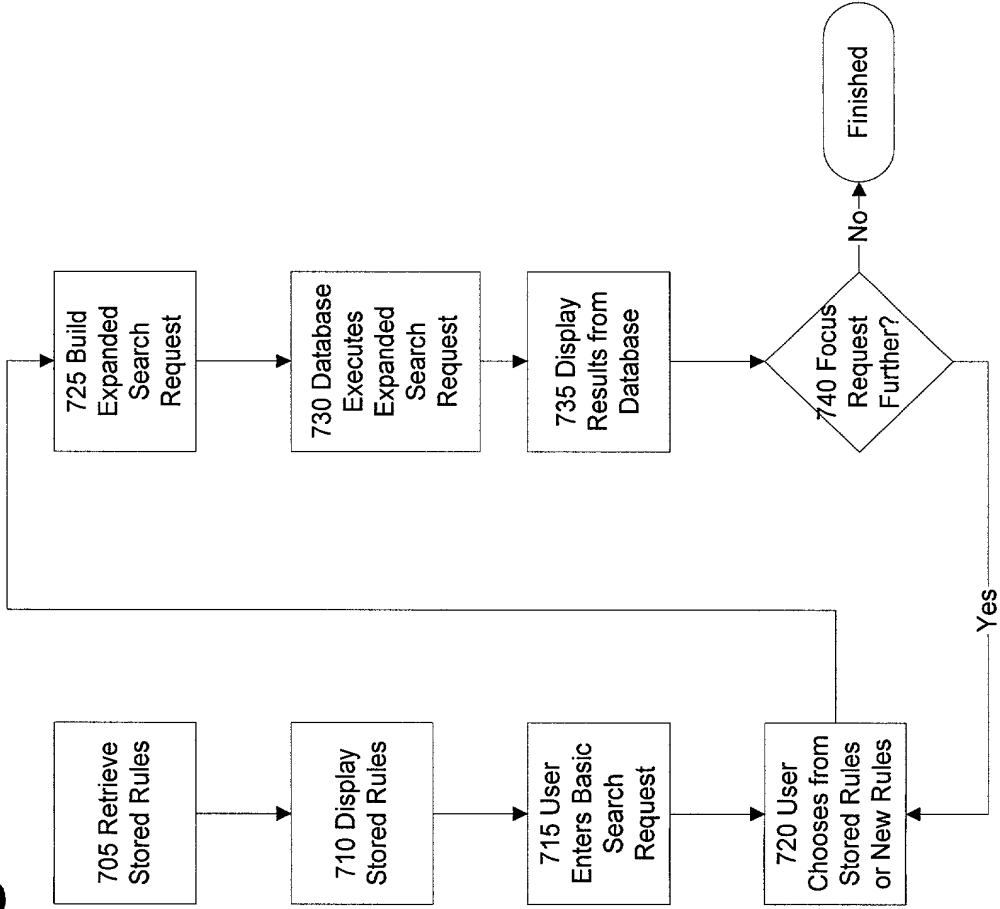 705 Retrieve
Stored Rules
710 Display
Stored Rules
715 User
Enters Basic
Search
Request
720 User
Chooses from
Stored Rules
or New Rules
725 Build
Expanded
Search
Request
730 Database
Executes
Expanded
Search
Request
735 Display
Results from
Database
740 Focus
Request
Further?
No
Finished
Yes